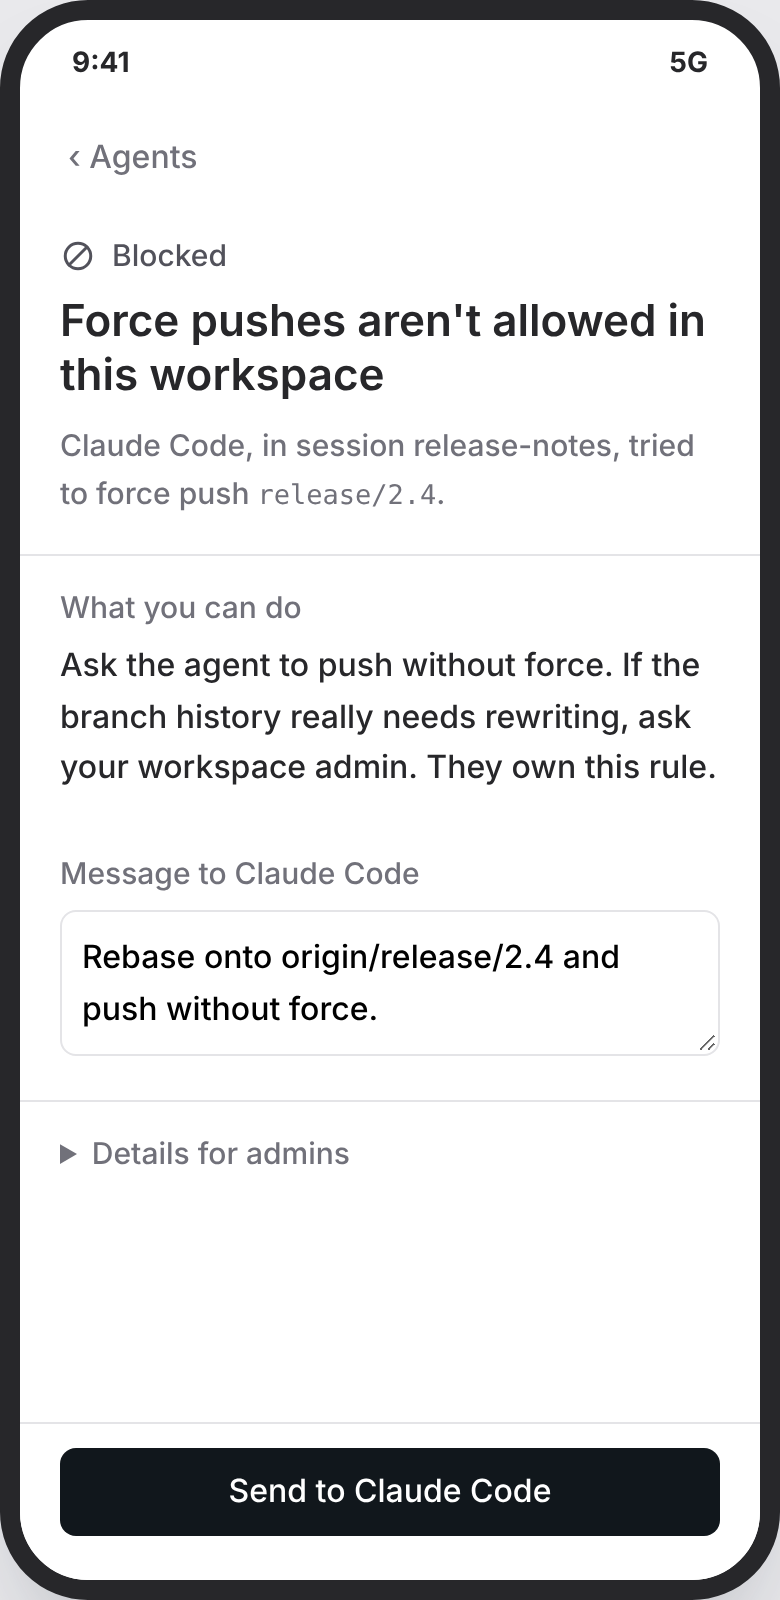 9:41
5G
‹ Agents
Blocked
Force pushes aren't allowed in
this workspace
Claude Code, in session release-notes, tried
to force push release/2.4.
What you can do
Ask the agent to push without force. If the
branch history really needs rewriting, ask
your workspace admin. They own this rule.
Message to Claude Code
Rebase onto origin/release/2.4 and
push without force.
Details for admins
Send to Claude Code